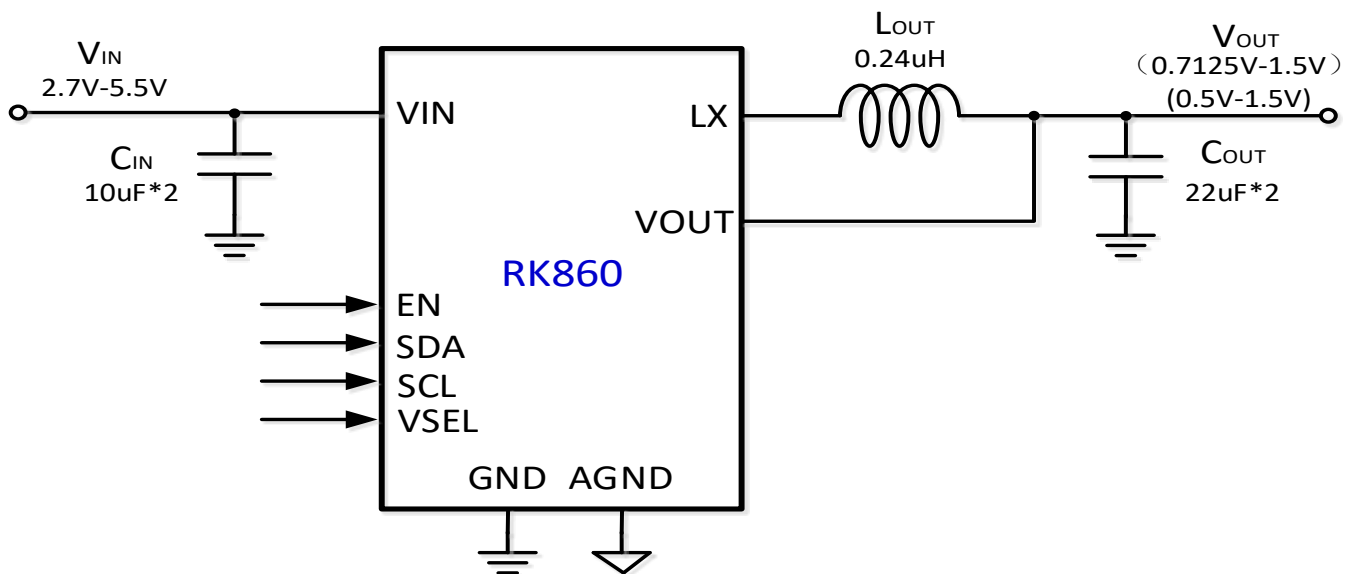 VIN
2.7V-5.5V
CIN
10uF*2
VIN
EN
SDA
SCL
VSEL
RK860
GND AGND
LX
VOUT
LOUT
0.24uH
VOUT
（0.7125V-1.5V）
(0.5V-1.5V)
COUT
22uF*2